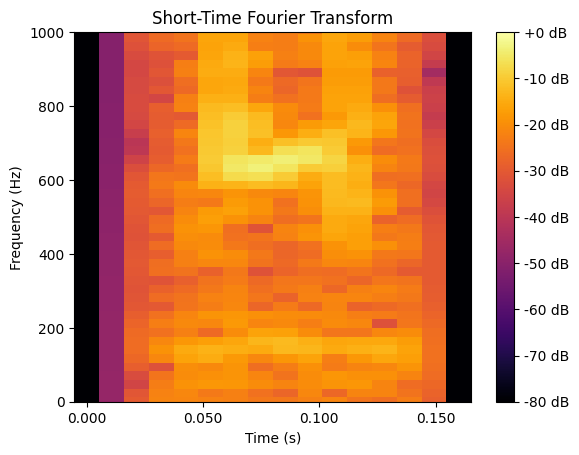 Short-Time Fourier Transform
1000
800
600
400
200
0
Frequency (Hz)
0.000
0.050
0.100
0.150
Time (s)
+0 dB
-10 dB
-20 dB
-30 dB
-40 dB
-50 dB
-60 dB
-70 dB
-80 dB